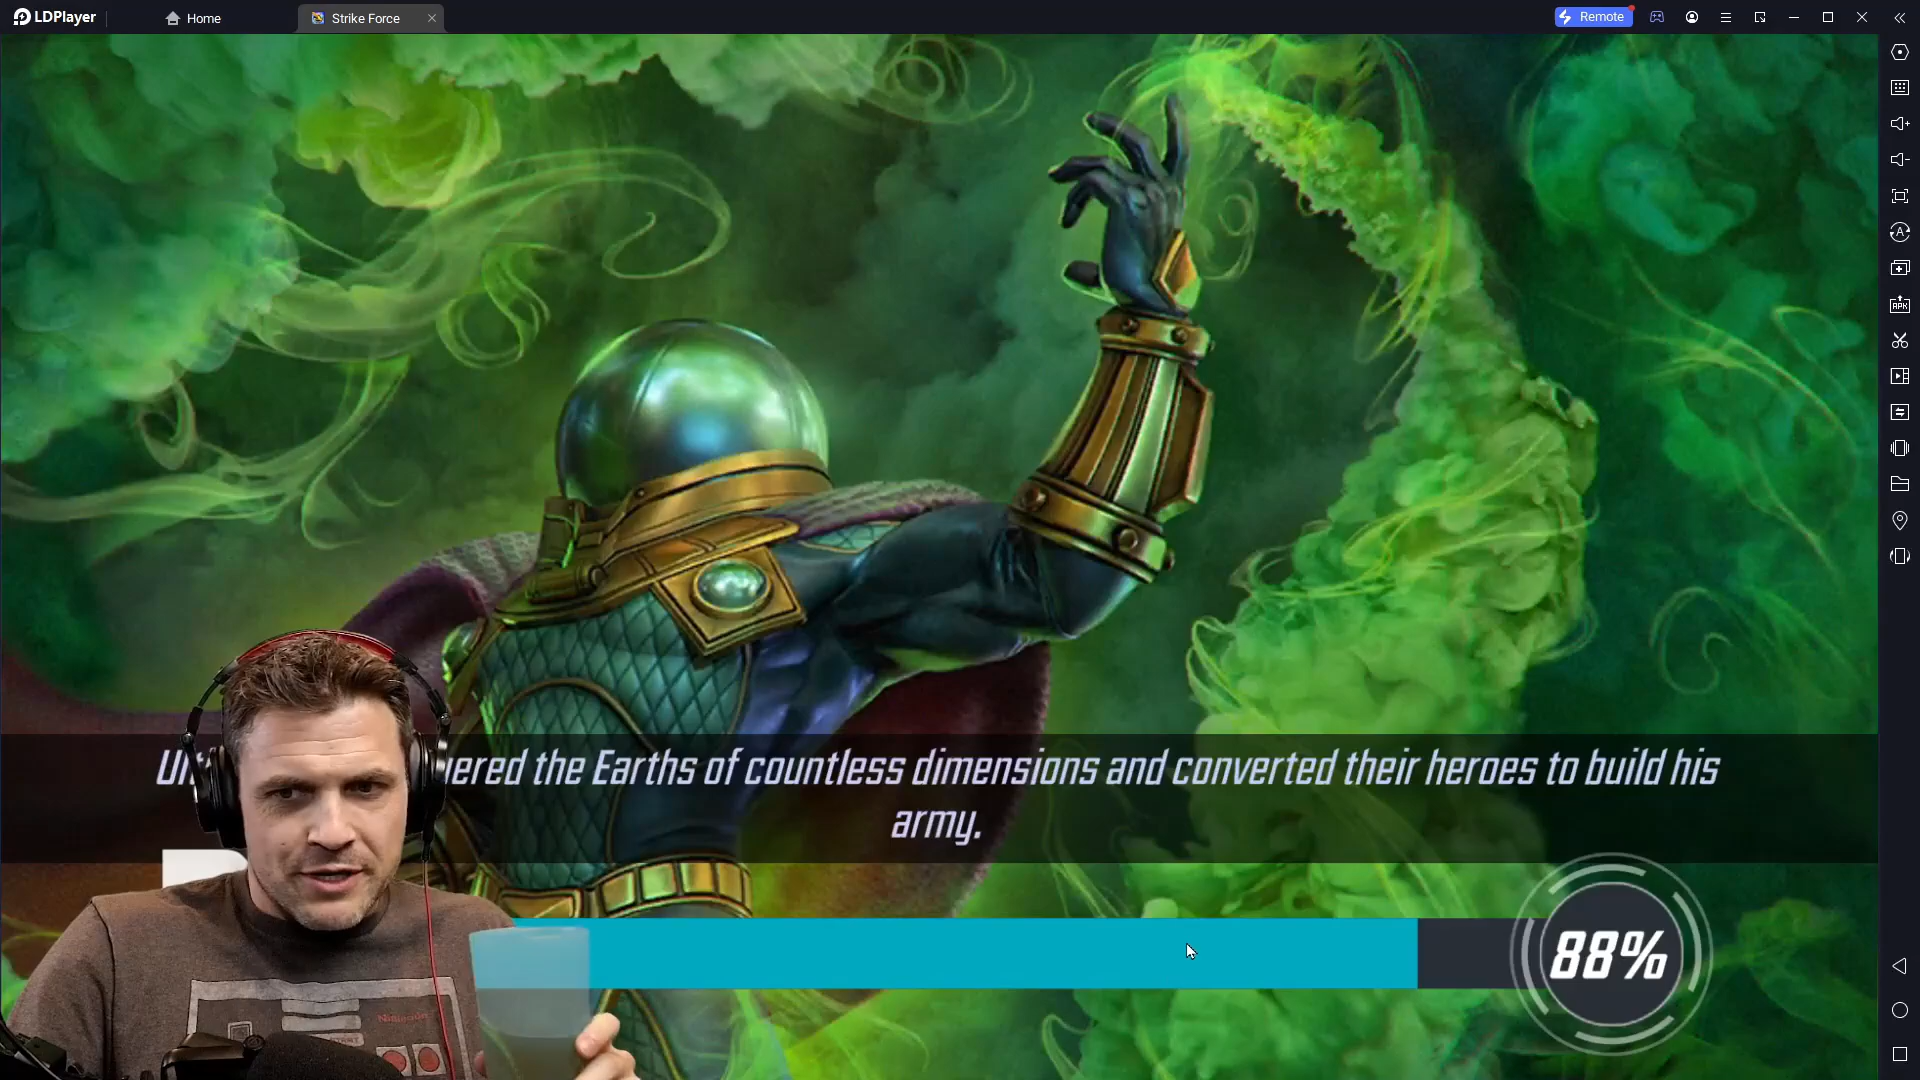 LDPlayer
Home
Strike Force
Remote
the Earths of countless dimensions and converted their heroes to build his
army.
88%
Nintendo